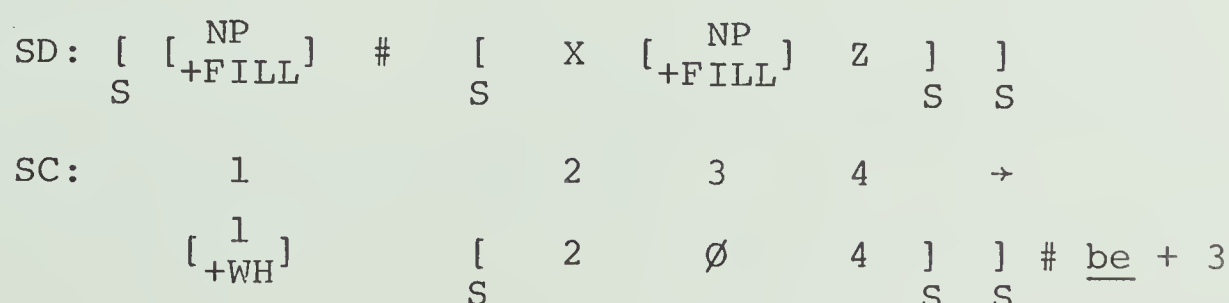 SD: [ [ NP ] # [ X [ NP ] Z ] ]
S +FILL S +FILL S S
SC: 1 2 3 4 →
[ 1 ] [ 2 Ø 4 ] ] # be + 3
+WH S S S